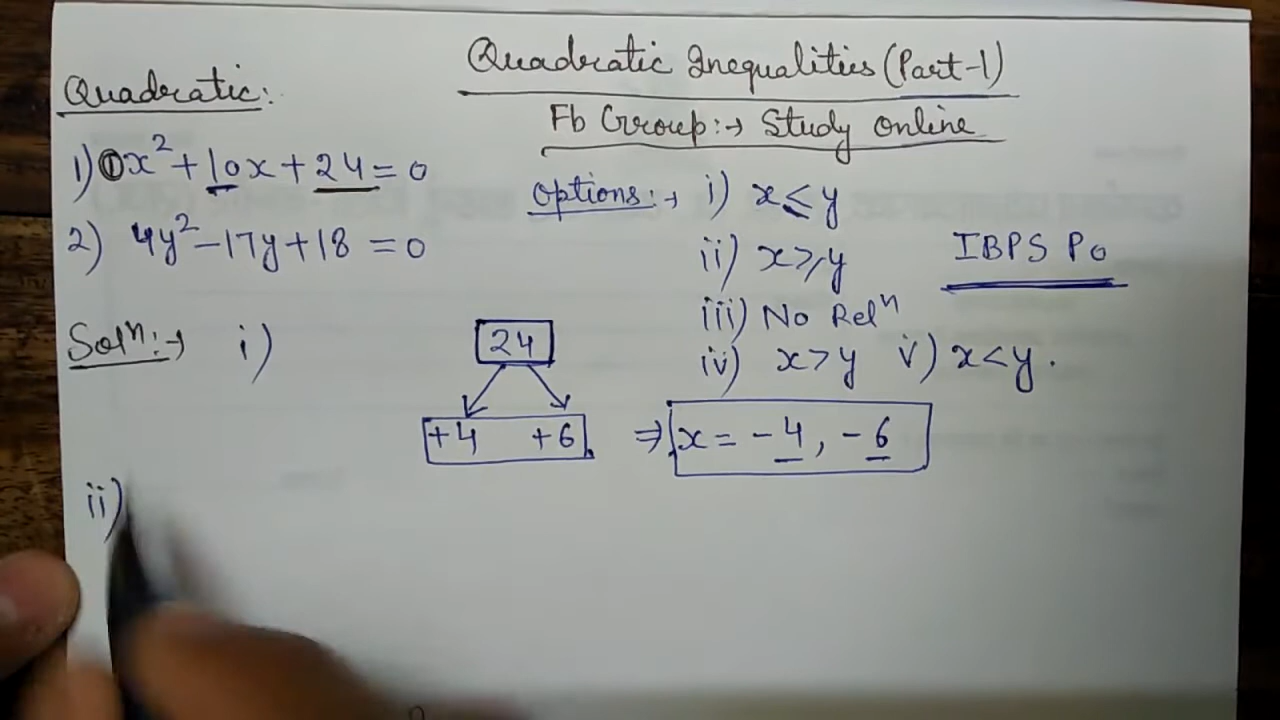 Quadratic Inequalities (Part-1)
Fb Group:→ Study Online
Quadratic:
1) ①x² + 10x + 24 = 0
2) 4y² - 17y + 18 = 0
Options:→ i) x ≤ y
ii) x ≥ y
iii) No Relⁿ
iv) x > y v) x < y.
IBPS PO
Solⁿ:→ i)
24
+4 +6
⇒ x = -4, -6
ii)